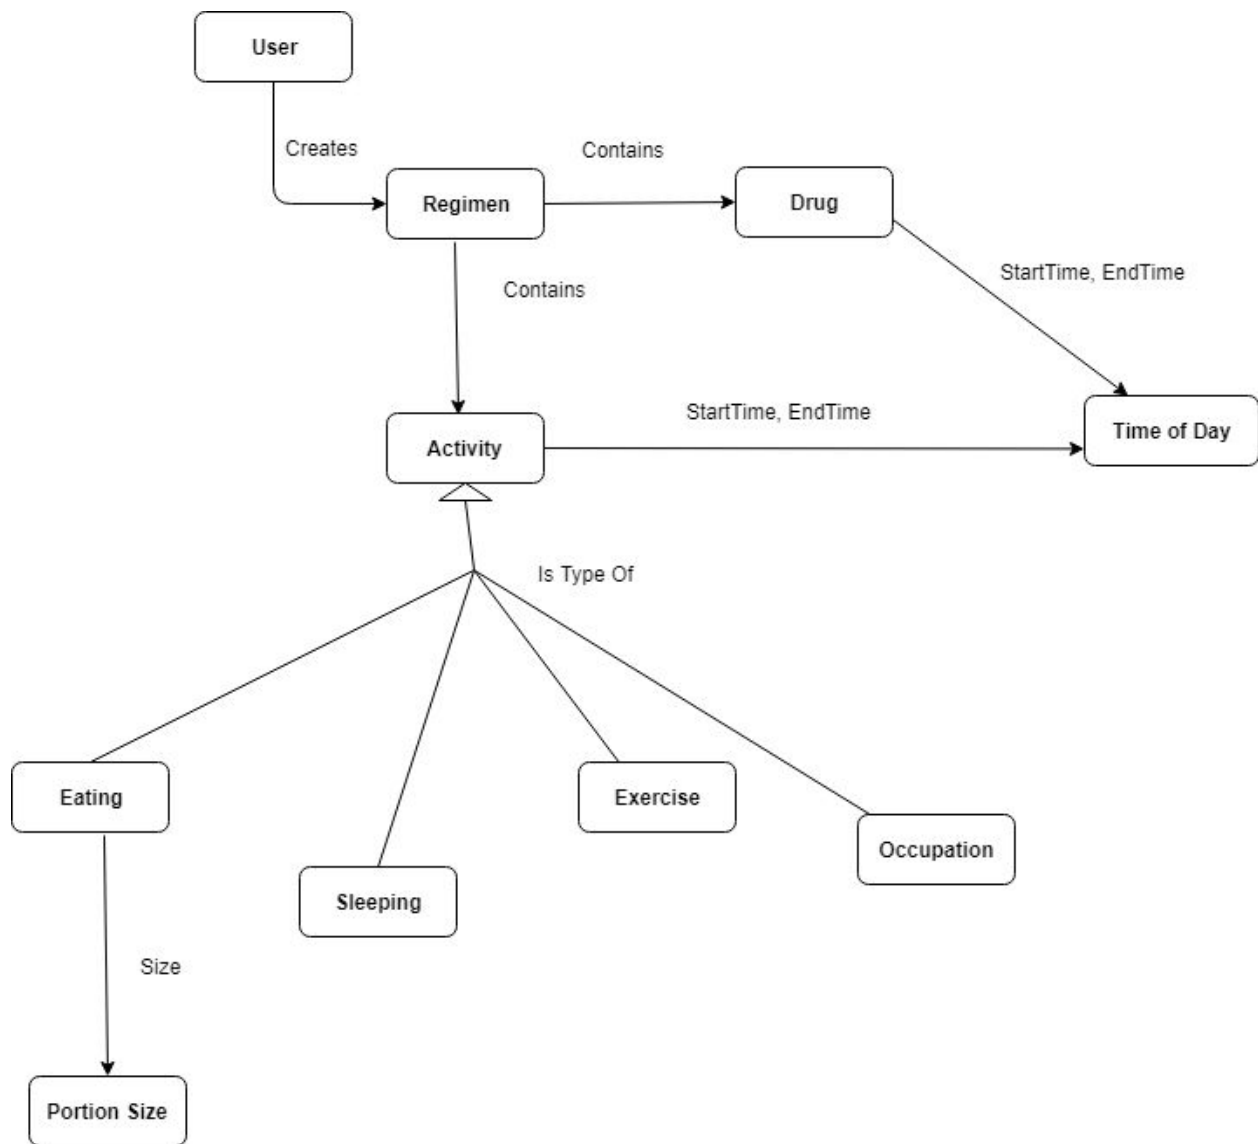 User
Creates
Contains
Regimen
Drug
StartTime, EndTime
Contains
StartTime, EndTime
Time of Day
Activity
Is Type Of
Eating
Exercise
Occupation
Sleeping
Size
Portion Size